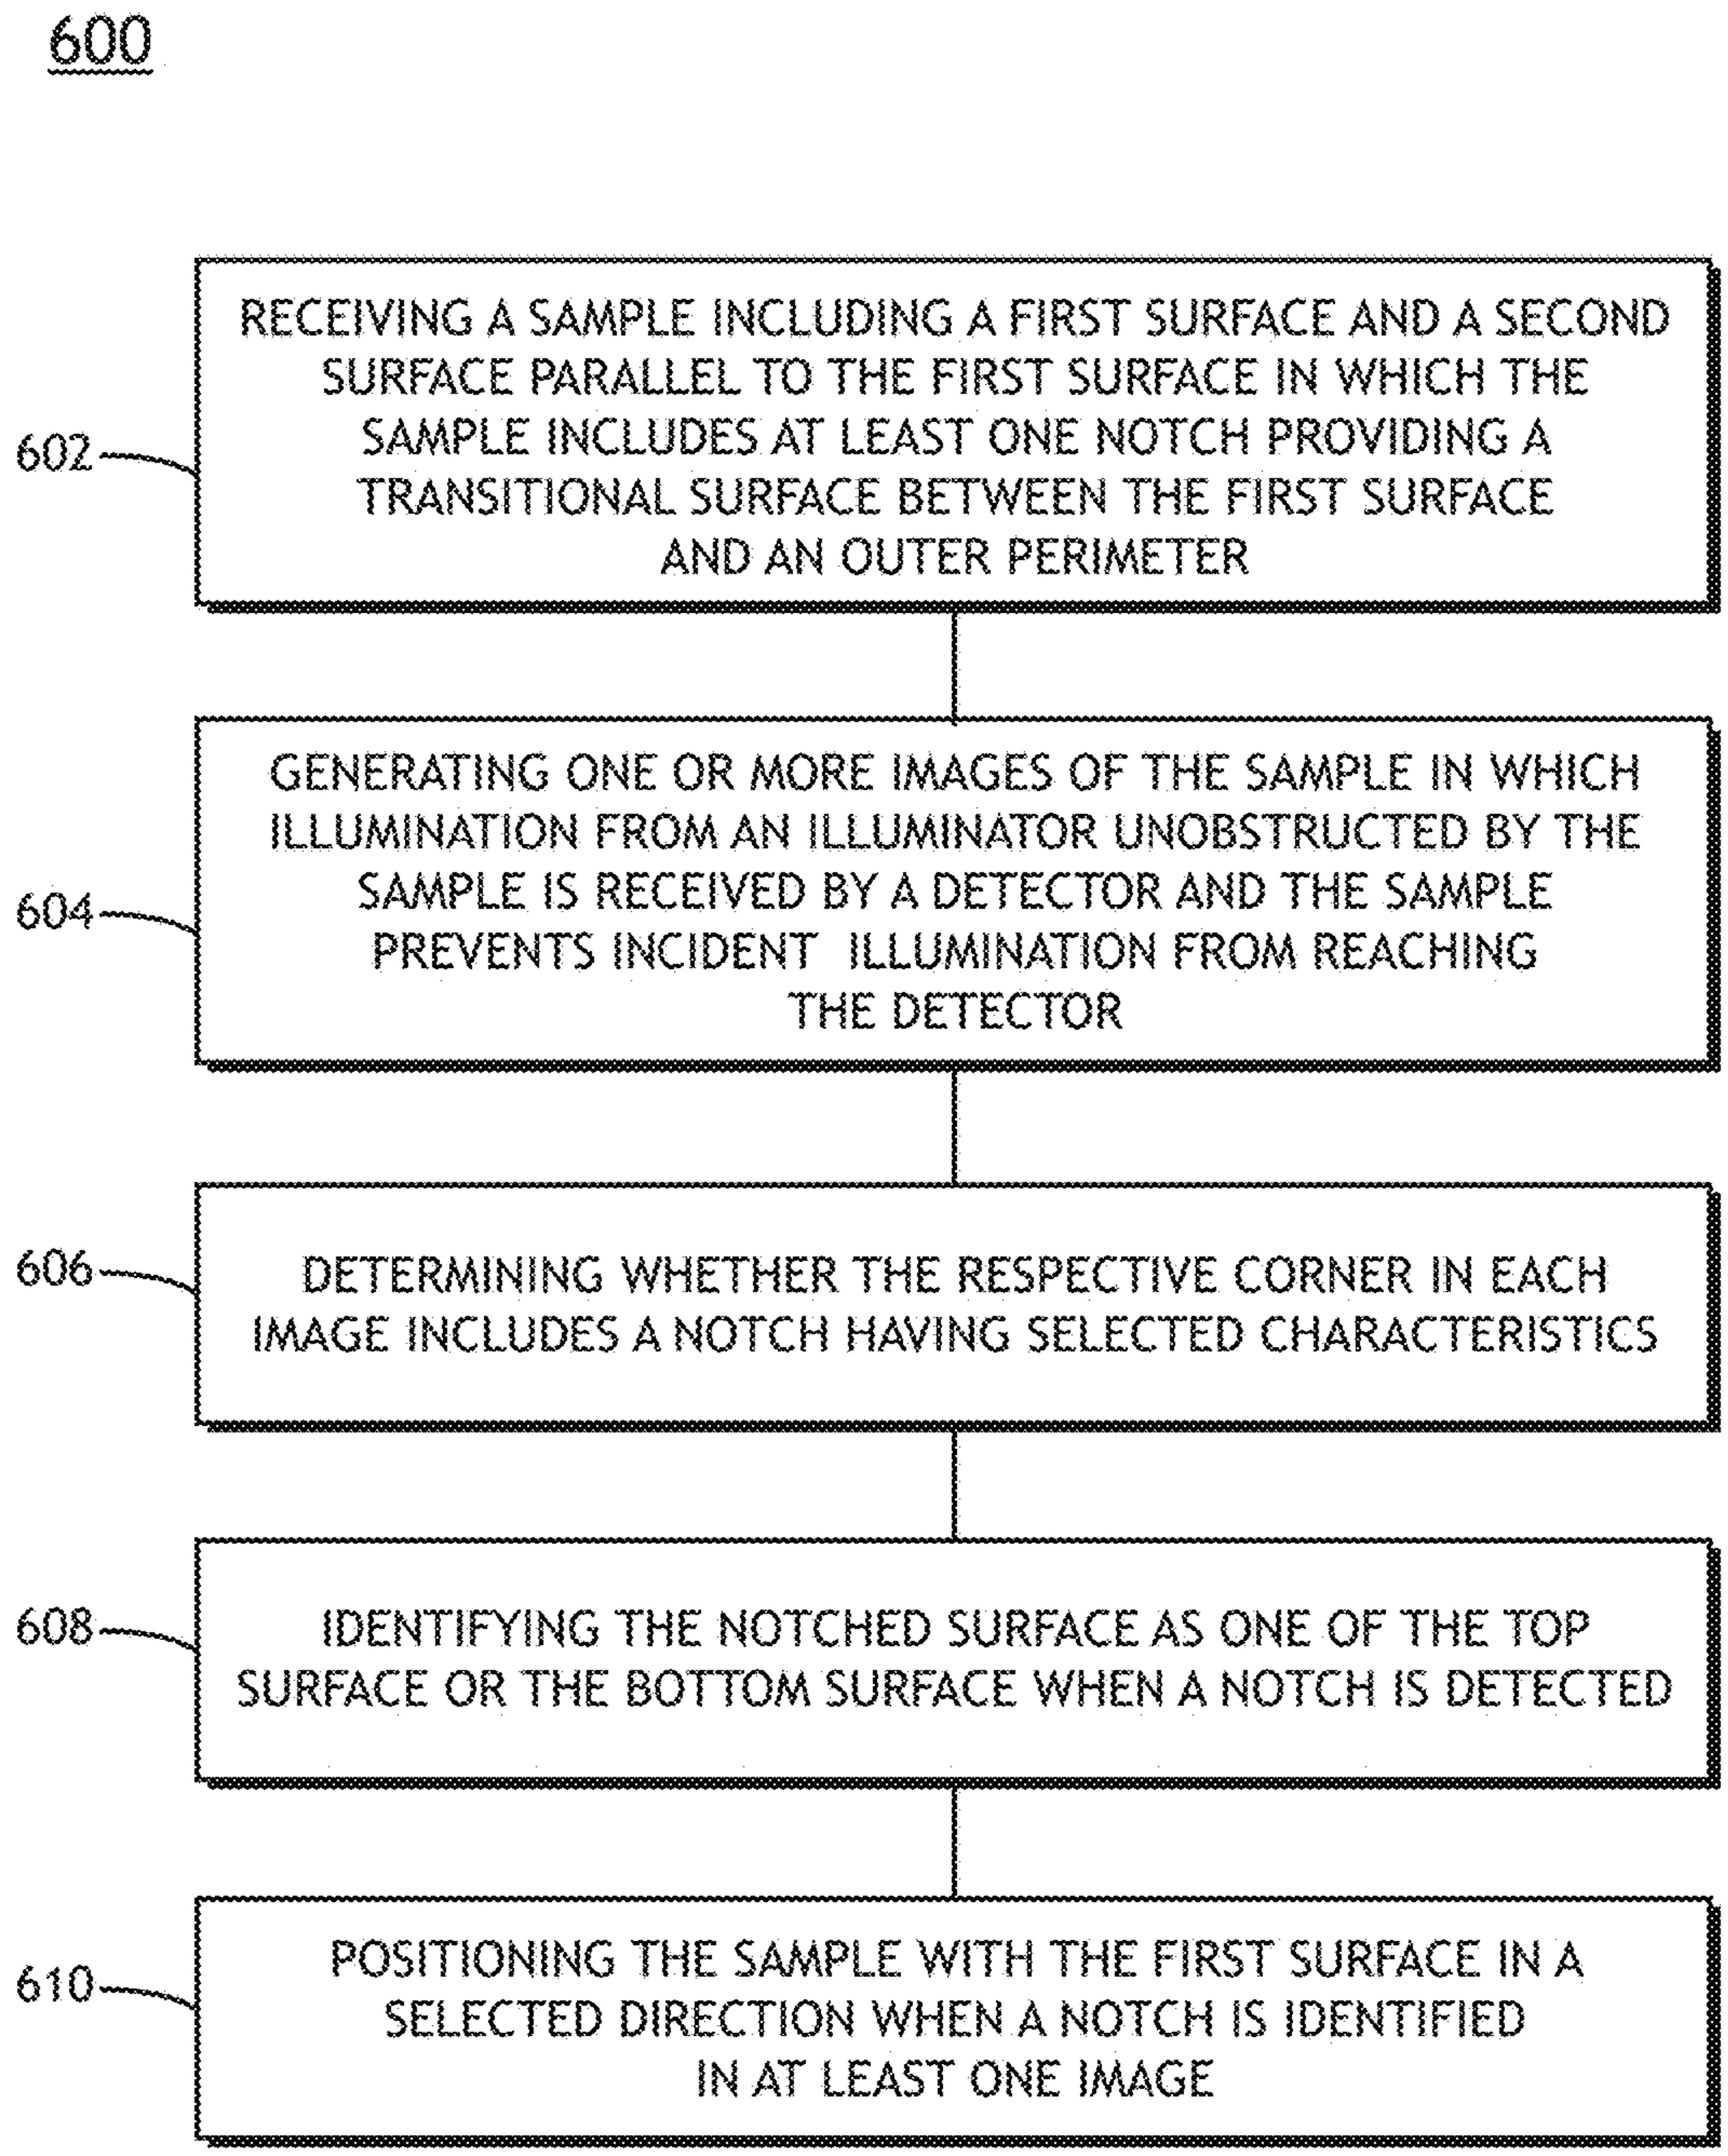 600
602
RECEIVING A SAMPLE INCLUDING A FIRST SURFACE AND A SECOND
SURFACE PARALLEL TO THE FIRST SURFACE IN WHICH THE
SAMPLE INCLUDES AT LEAST ONE NOTCH PROVIDING A
TRANSITIONAL SURFACE BETWEEN THE FIRST SURFACE
AND AN OUTER PERIMETER
604
GENERATING ONE OR MORE IMAGES OF THE SAMPLE IN WHICH
ILLUMINATION FROM AN ILLUMINATOR UNOBSTRUCTED BY THE
SAMPLE IS RECEIVED BY A DETECTOR AND THE SAMPLE
PREVENTS INCIDENT ILLUMINATION FROM REACHING
THE DETECTOR
606
DETERMINING WHETHER THE RESPECTIVE CORNER IN EACH
IMAGE INCLUDES A NOTCH HAVING SELECTED CHARACTERISTICS
608
IDENTIFYING THE NOTCHED SURFACE AS ONE OF THE TOP
SURFACE OR THE BOTTOM SURFACE WHEN A NOTCH IS DETECTED
610
POSITIONING THE SAMPLE WITH THE FIRST SURFACE IN A
SELECTED DIRECTION WHEN A NOTCH IS IDENTIFIED
IN AT LEAST ONE IMAGE